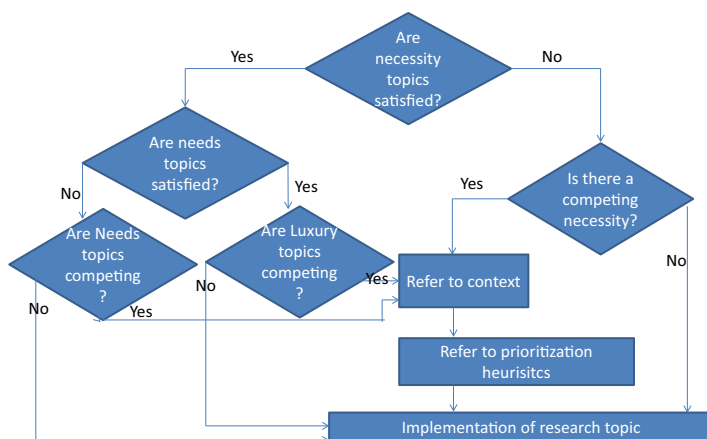 Are
necessity
topics
satisfied?
Yes
No
Are needs
topics
satisfied?
Is there a
competing
necessity?
No
Yes
Yes
Are Needs
topics
competing
?
Are Luxury
topics
competing
?
Refer to context
No
No
Yes
No
Yes
Refer to prioritization
heurisitcs
Implementation of research topic